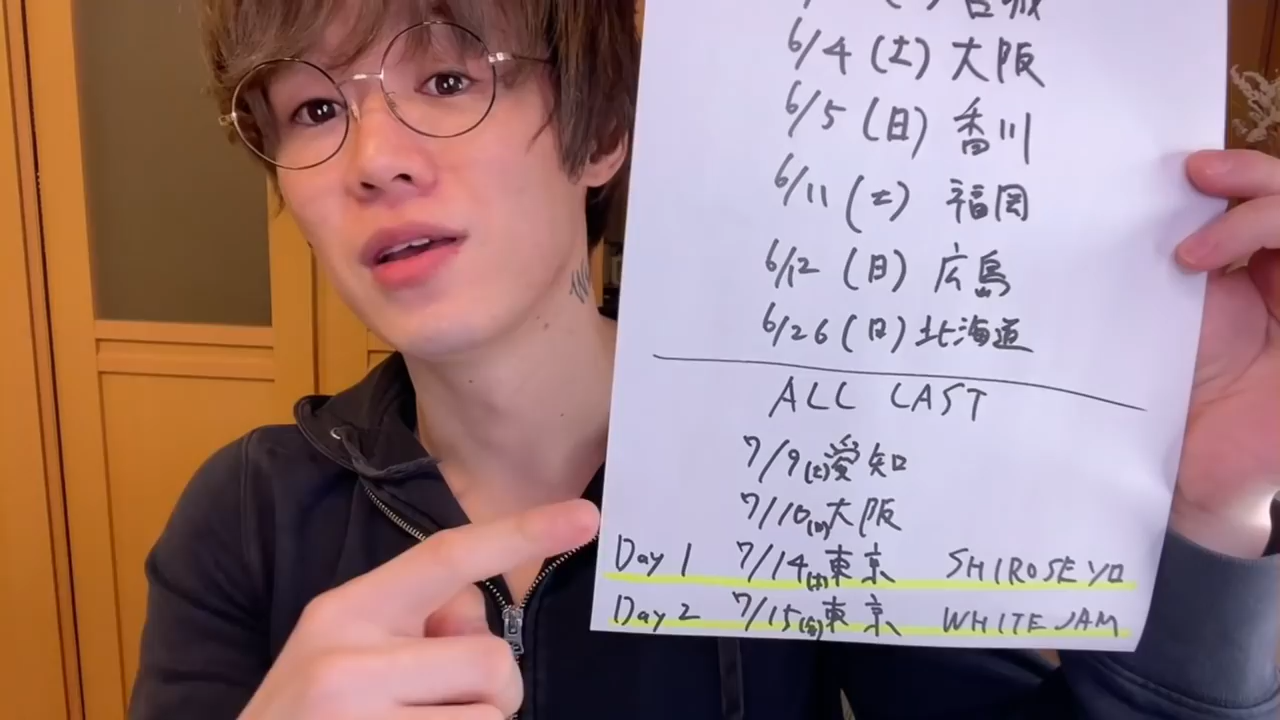 宮城
6/4 (土) 大阪
6/5 (日) 香川
6/11 (土) 福岡
6/12 (日) 広島
6/26 (日) 北海道
ALL LAST
7/9(土)愛知
7/10(日)大阪
Day 1 7/14(木)東京 SHIROSE YO
Day 2 7/15(金)東京 WHITE JAM